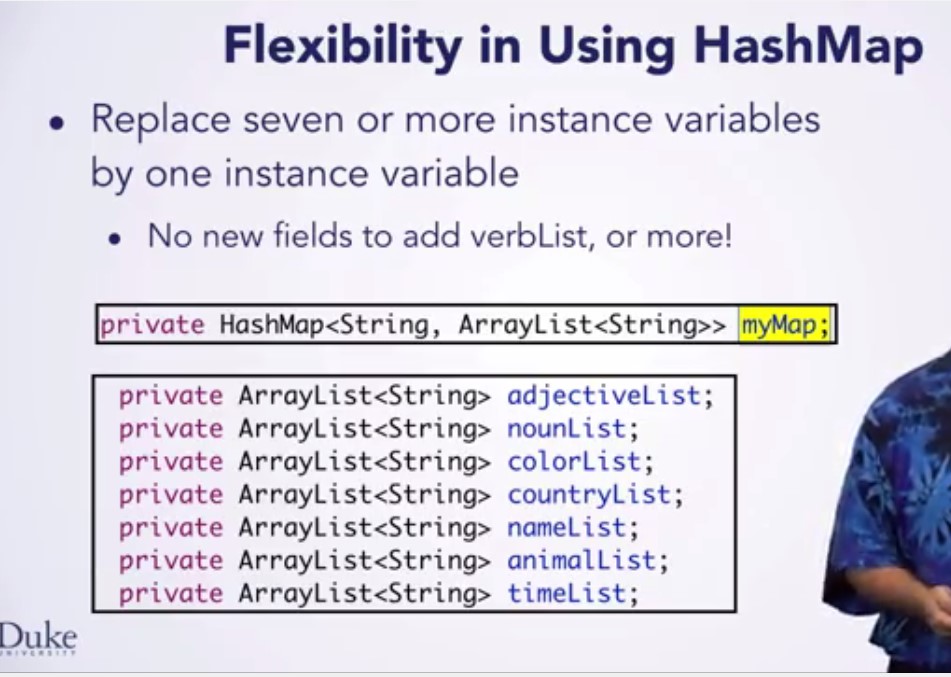 Flexibility in Using HashMap
• Replace seven or more instance variables
by one instance variable
• No new fields to add verbList, or more!
private HashMap<String, ArrayList<String>> myMap;
private ArrayList<String> adjectiveList;
private ArrayList<String> nounList;
private ArrayList<String> colorList;
private ArrayList<String> countryList;
private ArrayList<String> nameList;
private ArrayList<String> animalList;
private ArrayList<String> timeList;
Duke
UNIVERSITY